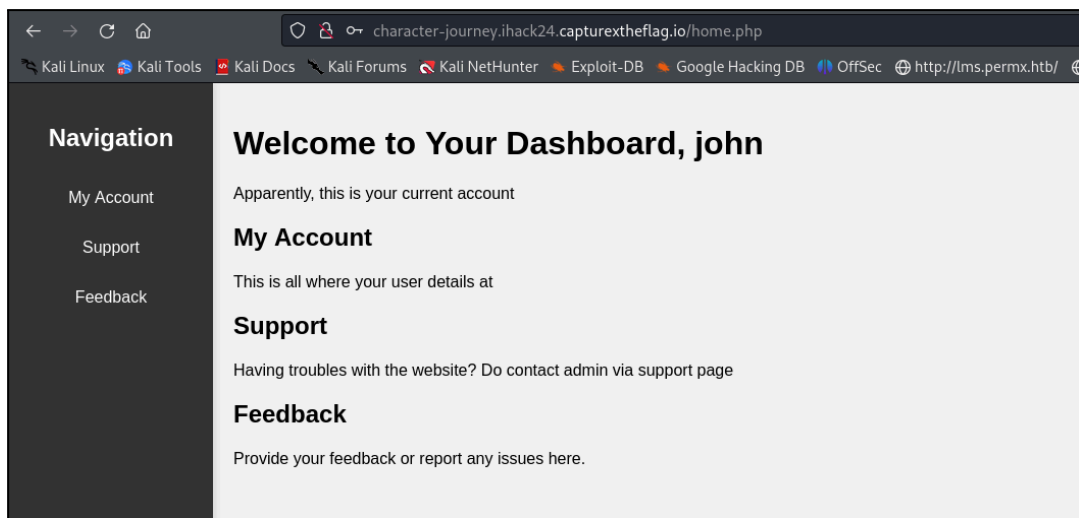 character-journey.ihack24.capturextheflag.io/home.php
Kali Linux Kali Tools Kali Docs Kali Forums Kali NetHunter Exploit-DB Google Hacking DB OffSec http://lms.permx.htb/
Navigation
My Account
Support
Feedback
Welcome to Your Dashboard, john
Apparently, this is your current account
My Account
This is all where your user details at
Support
Having troubles with the website? Do contact admin via support page
Feedback
Provide your feedback or report any issues here.